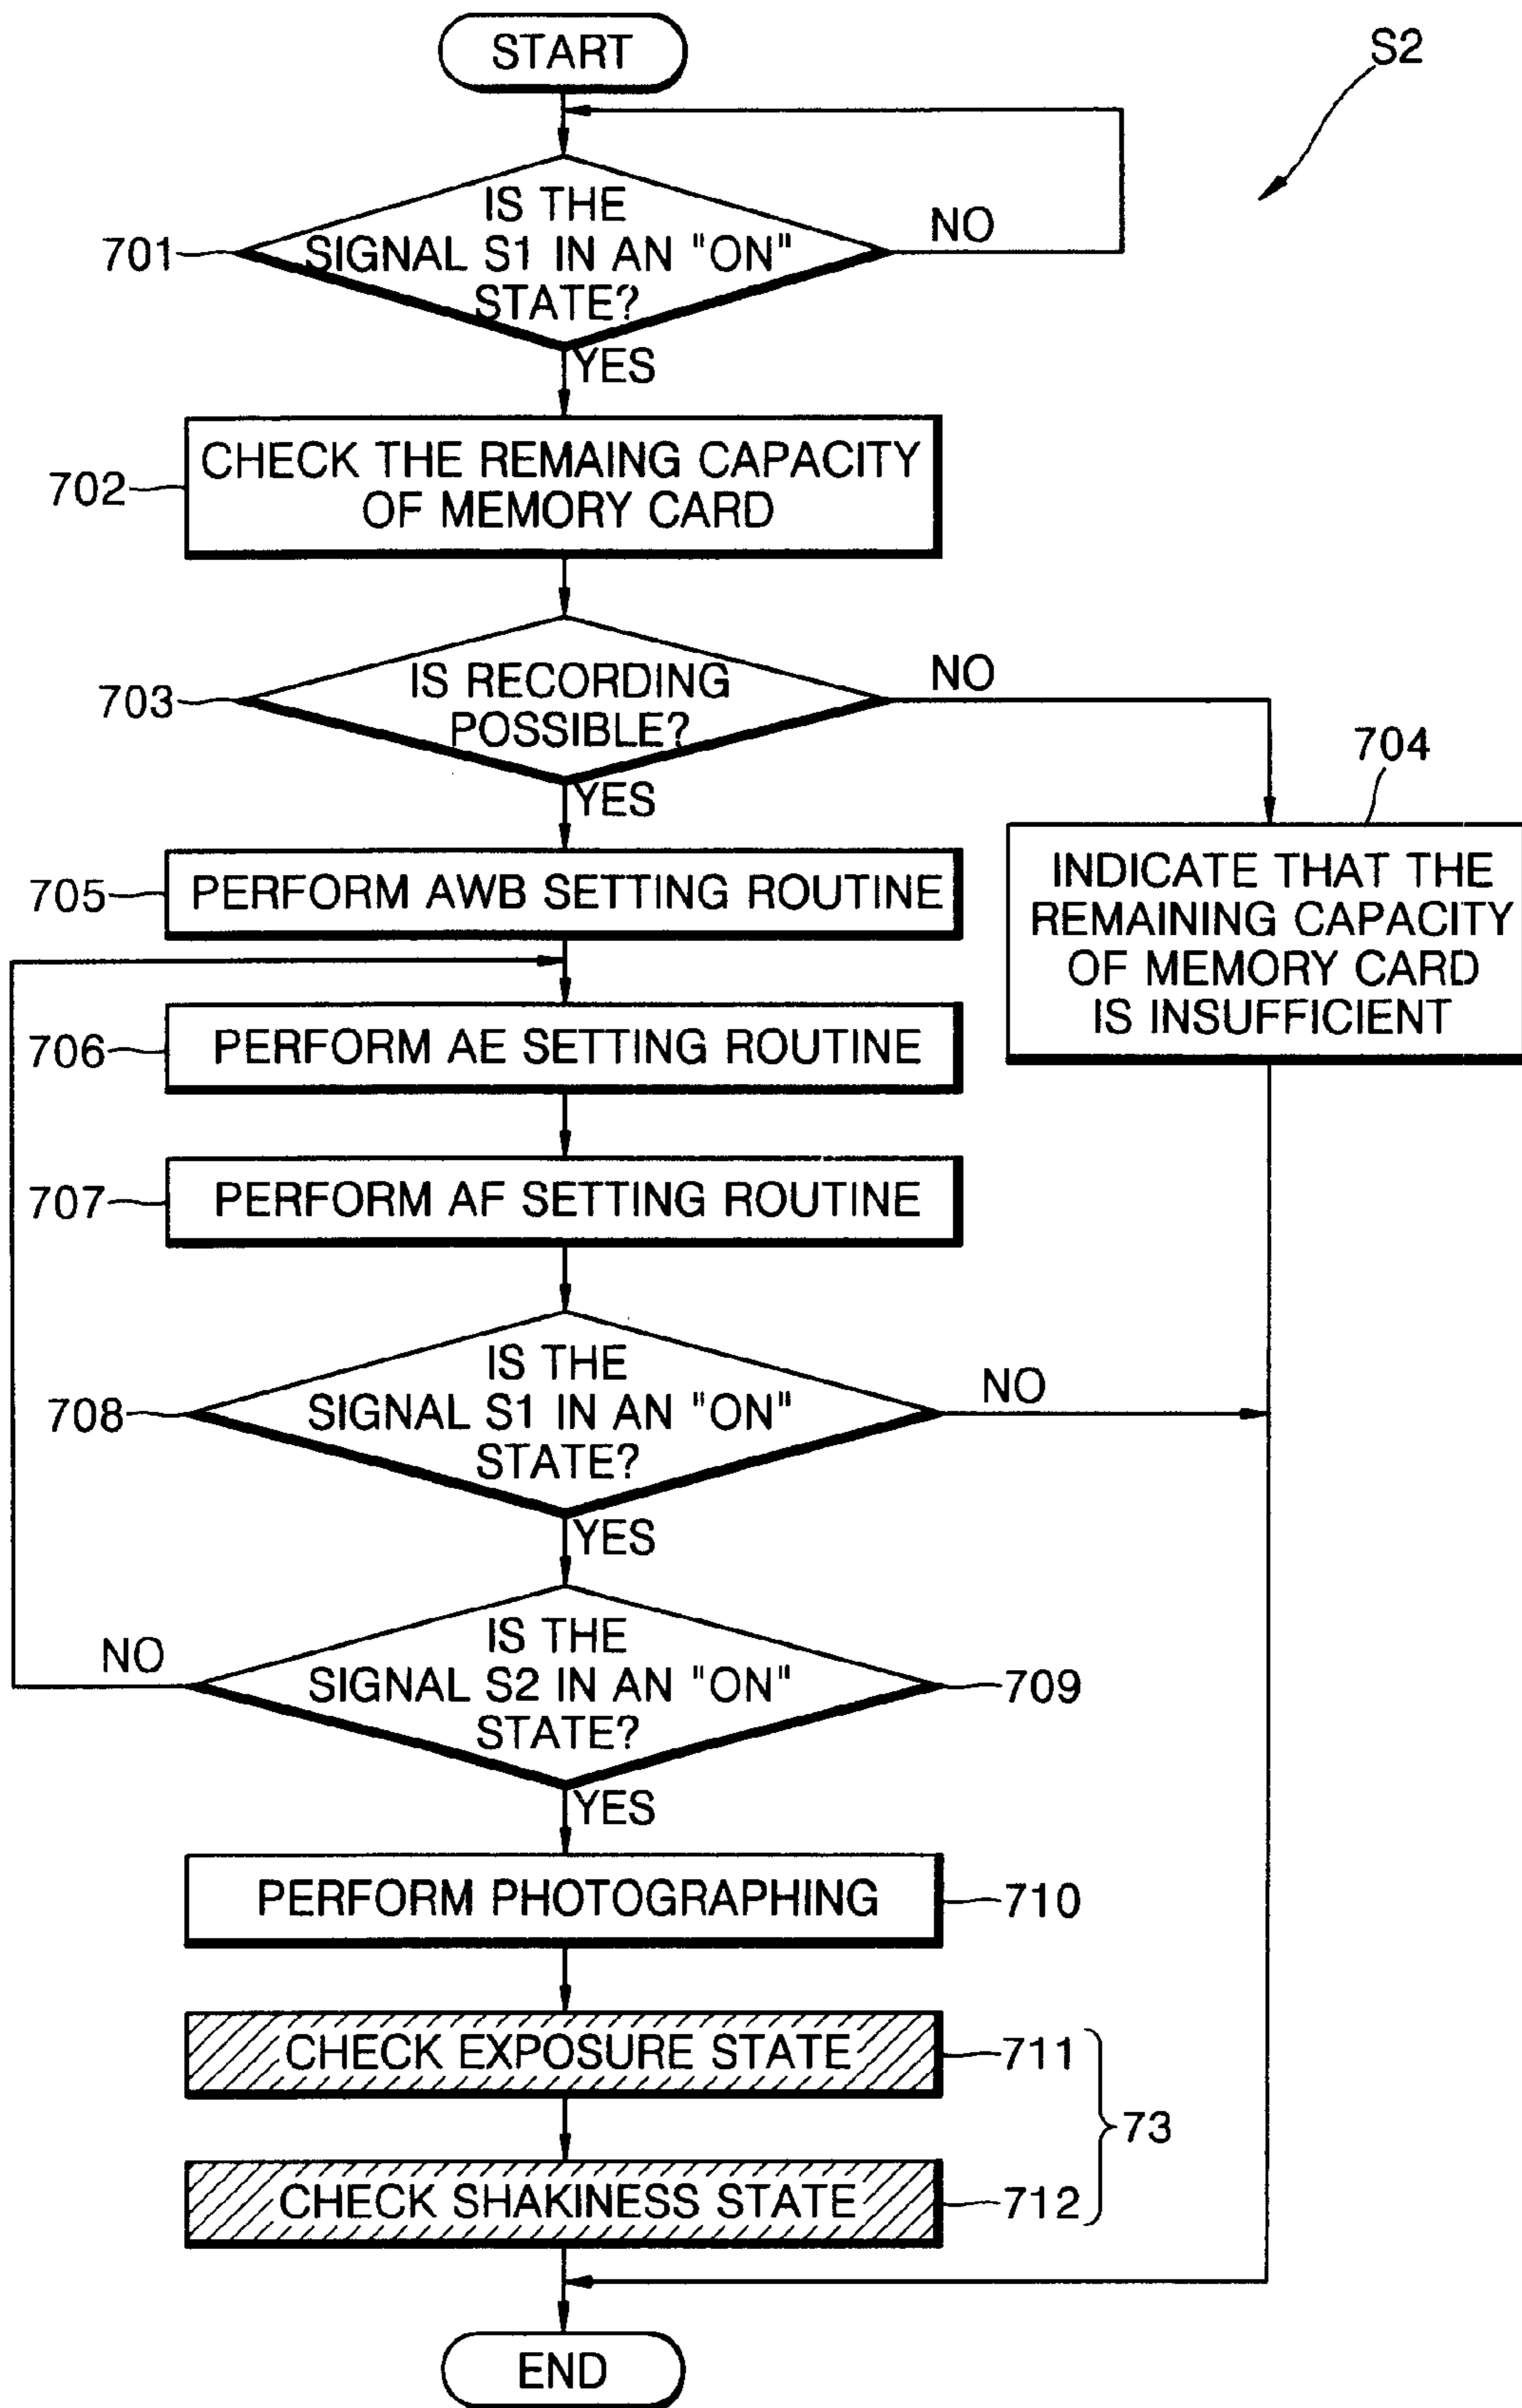 START
S2
IS THE
SIGNAL S1 IN AN "ON"
STATE?
701
NO
YES
CHECK THE REMAING CAPACITY
OF MEMORY CARD
702
IS RECORDING
POSSIBLE?
703
NO
YES
704
INDICATE THAT THE
REMAINING CAPACITY
OF MEMORY CARD
IS INSUFFICIENT
705
PERFORM AWB SETTING ROUTINE
706
PERFORM AE SETTING ROUTINE
707
PERFORM AF SETTING ROUTINE
IS THE
SIGNAL S1 IN AN "ON"
STATE?
708
NO
YES
IS THE
SIGNAL S2 IN AN "ON"
STATE?
NO
709
YES
PERFORM PHOTOGRAPHING
710
CHECK EXPOSURE STATE
711
73
CHECK SHAKINESS STATE
712
END